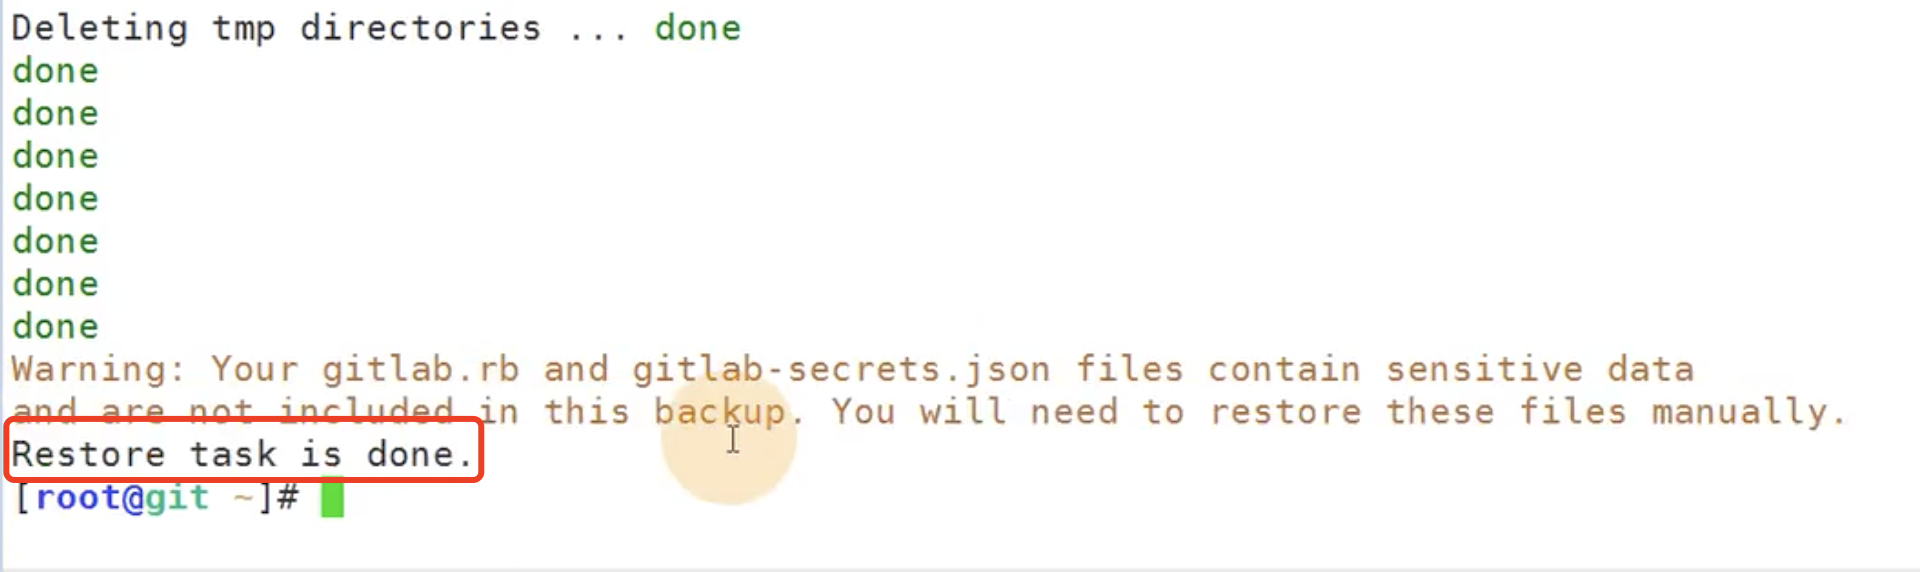 Deleting tmp directories ... done
done
done
done
done
done
done
done
Warning: Your gitlab.rb and gitlab-secrets.json files contain sensitive data
and are not included in this backup. You will need to restore these files manually.
Restore task is done.
[root@git ~]#